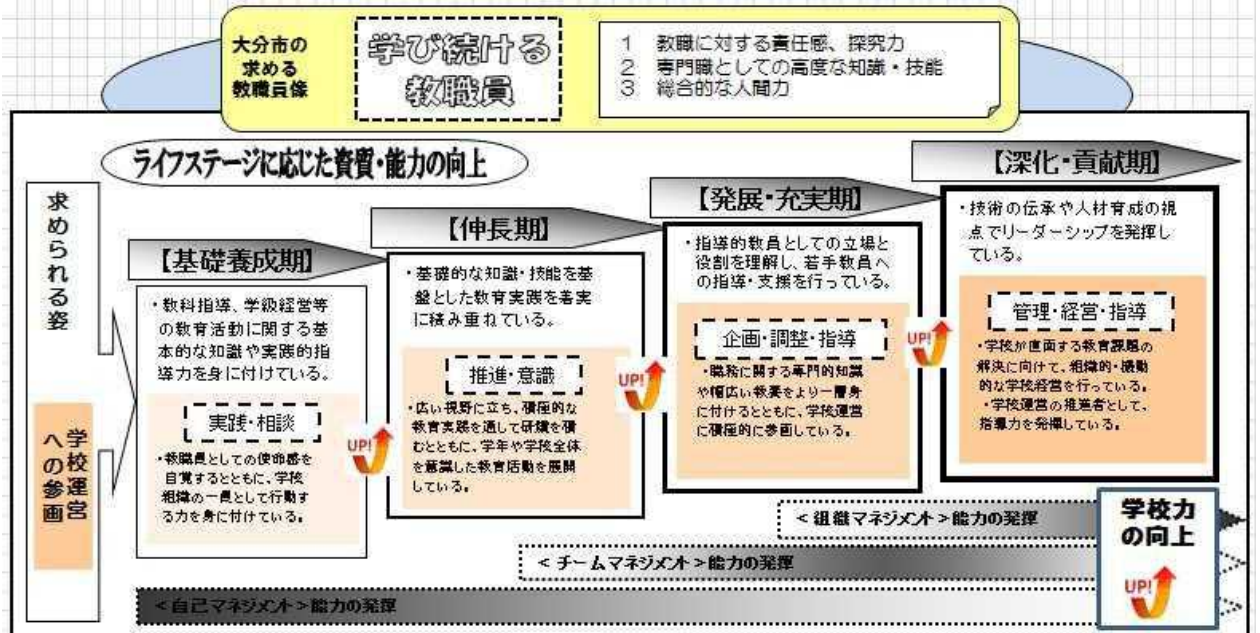 大分市の
求める
教職員像
学び続ける
教職員
1 教職に対する責任感、探究力
2 専門職としての高度な知識・技能
3 総合的な人間力
ライフステージに応じた資質・能力の向上
求められる姿
学校運営
への参画
【基礎養成期】
・教科指導、学級経営等
の教育活動に関する基
本的な知識や実践的指
導力を身に付けている。
実践・相談
・教職員としての使命感を
自覚するとともに、学校
組織の一員として行動す
る力を身に付けている。
UP!
【伸長期】
・基礎的な知識・技能を基
盤とした教育実践を着実
に積み重ねている。
推進・意識
・広い視野に立ち、積極的な
教育実践を通して研鑽を積
むとともに、学年や学校全体
を意識した教育活動を展開
している。
UP!
【発展・充実期】
・指導的教員としての立場と
役割を理解し、若手教員へ
の指導・支援を行っている。
企画・調整・指導
・職務に関する専門的知識
や幅広い教養をより一層身
に付けるとともに、学校運営
に積極的に参画している。
UP!
【深化・貢献期】
・技術の伝承や人材育成の視
点でリーダーシップを発揮し
ている。
管理・経営・指導
・学校が直面する教育課題の
解決に向けて、組織的・機動
的な学校経営を行っている。
・学校運営の推進者として、
指導力を発揮している。
<組織マネジメント>能力の発揮
<チームマネジメント>能力の発揮
<自己マネジメント>能力の発揮
学校力
の向上
UP!